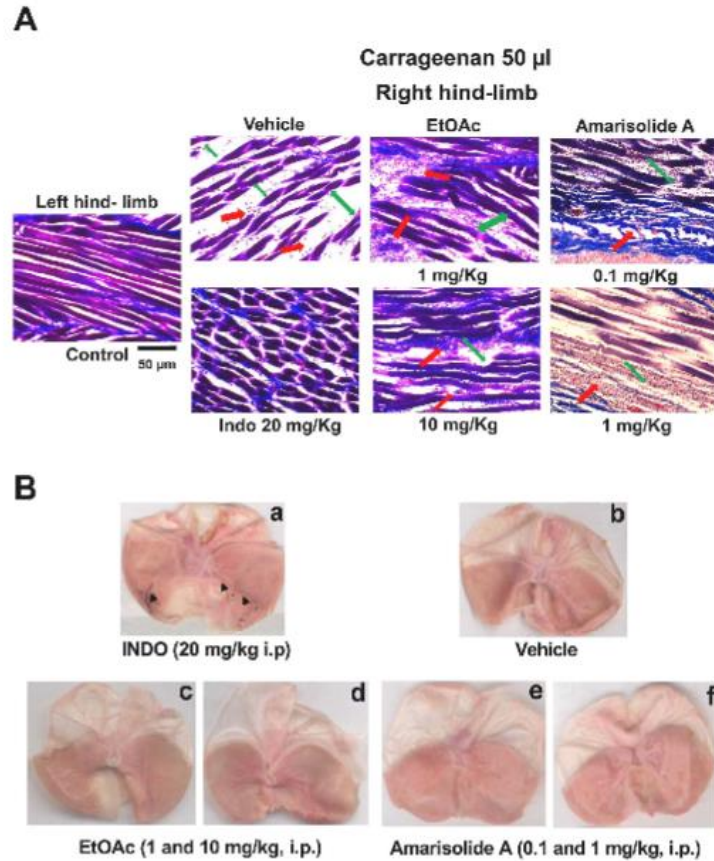 A
Carrageenan 50 µl
Right hind-limb
Vehicle
EtOAc
Amarisolide A
Left hind- limb
1 mg/Kg
0.1 mg/Kg
Control
50 µm
Indo 20 mg/Kg
10 mg/Kg
1 mg/Kg
B
a
b
INDO (20 mg/kg i.p)
Vehicle
c
d
e
f
EtOAc (1 and 10 mg/kg, i.p.)
Amarisolide A (0.1 and 1 mg/kg, i.p.)